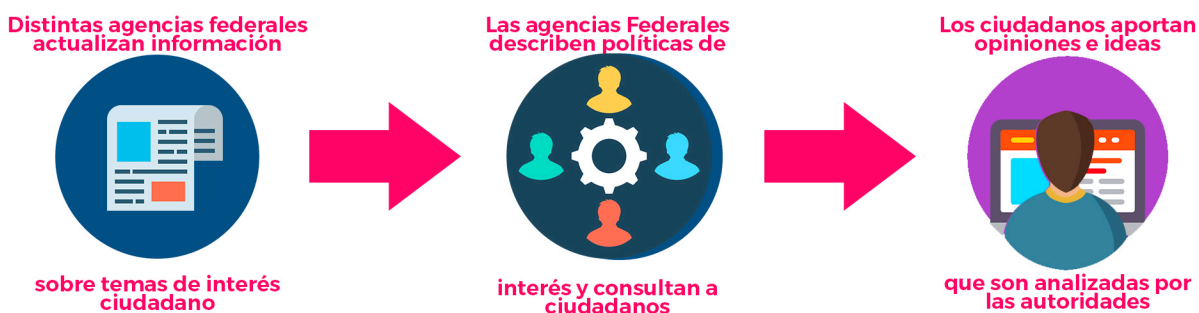 Distintas agencias federales
actualizan información
sobre temas de interés
ciudadano
Las agencias Federales
describen políticas de
interés y consultan a
ciudadanos
Los ciudadanos aportan
opiniones e ideas
que son analizadas por
las autoridades